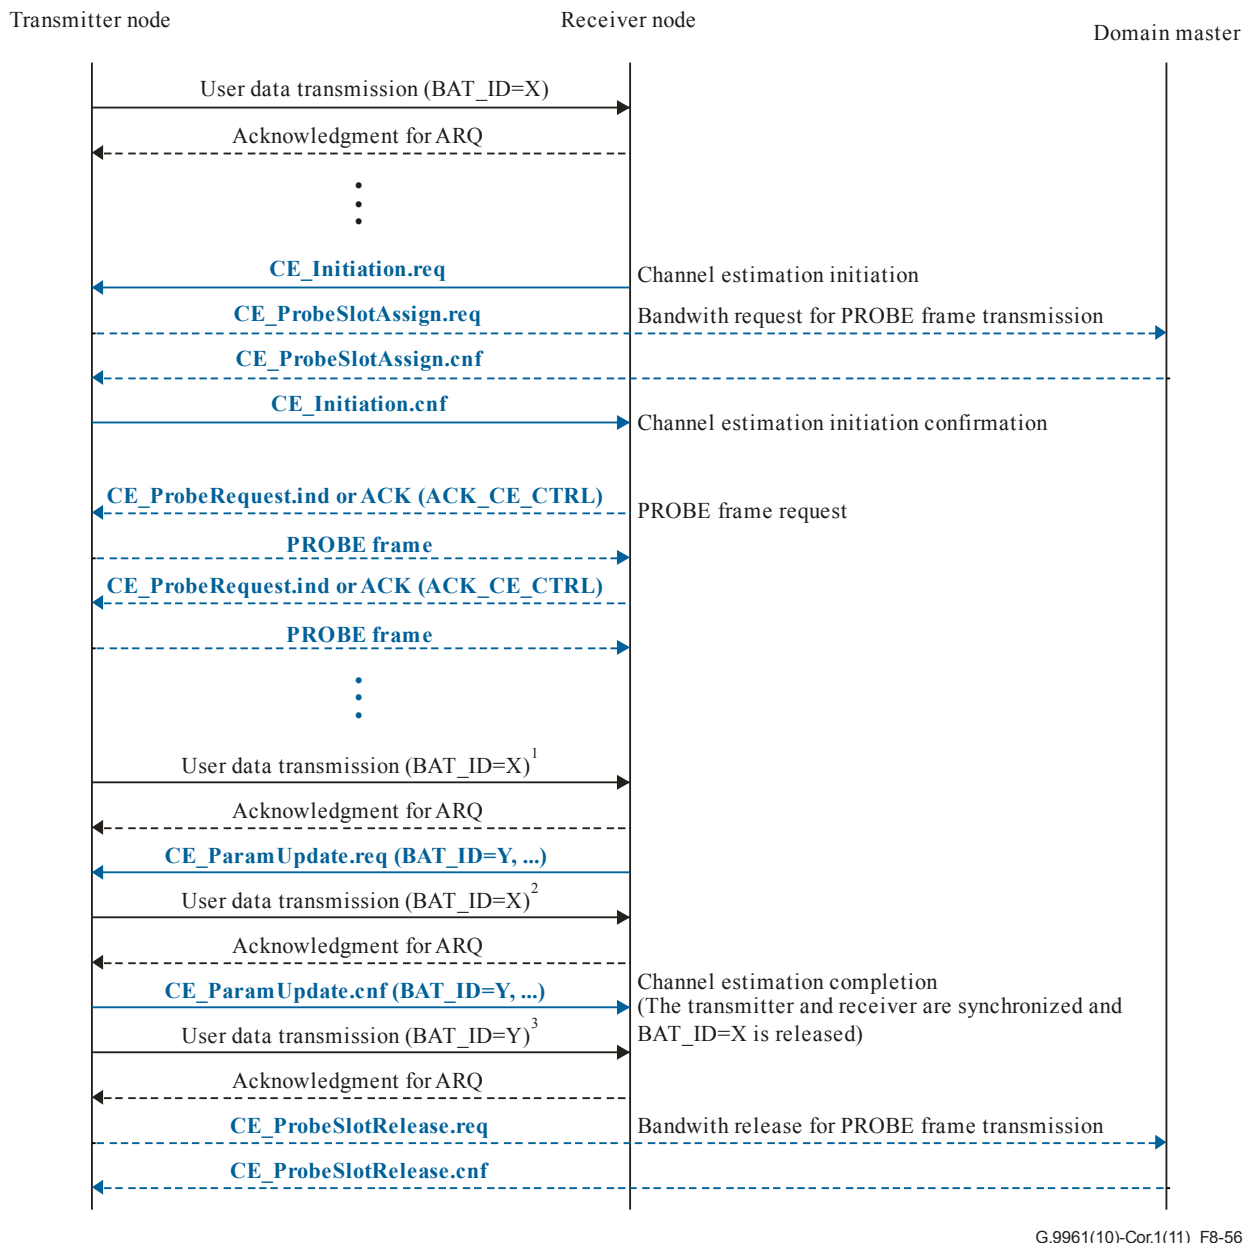 Transmitter node
Receiver node
Domain master
User data transmission (BAT_ID=X)
Acknowledgment for ARQ
CE_Initiation.req
Channel estimation initiation
CE_ProbeSlotAssign.req
Bandwith request for PROBE frame transmission
CE_ProbeSlotAssign.cnf
CE_Initiation.cnf
Channel estimation initiation confirmation
CE_ProbeRequest.ind or ACK (ACK_CE_CTRL)
PROBE frame request
PROBE frame
CE_ProbeRequest.ind or ACK (ACK_CE_CTRL)
PROBE frame
User data transmission (BAT_ID=X)1
Acknowledgment for ARQ
CE_ParamUpdate.req (BAT_ID=Y, ...)
User data transmission (BAT_ID=X)2
Acknowledgment for ARQ
CE_ParamUpdate.cnf (BAT_ID=Y, ...)
Channel estimation completion
(The transmitter and receiver are synchronized and
BAT_ID=X is released)
User data transmission (BAT_ID=Y)3
Acknowledgment for ARQ
CE_ProbeSlotRelease.req
Bandwith release for PROBE frame transmission
CE_ProbeSlotRelease.cnf
G.9961(10)-Cor.1(11)_F8-56